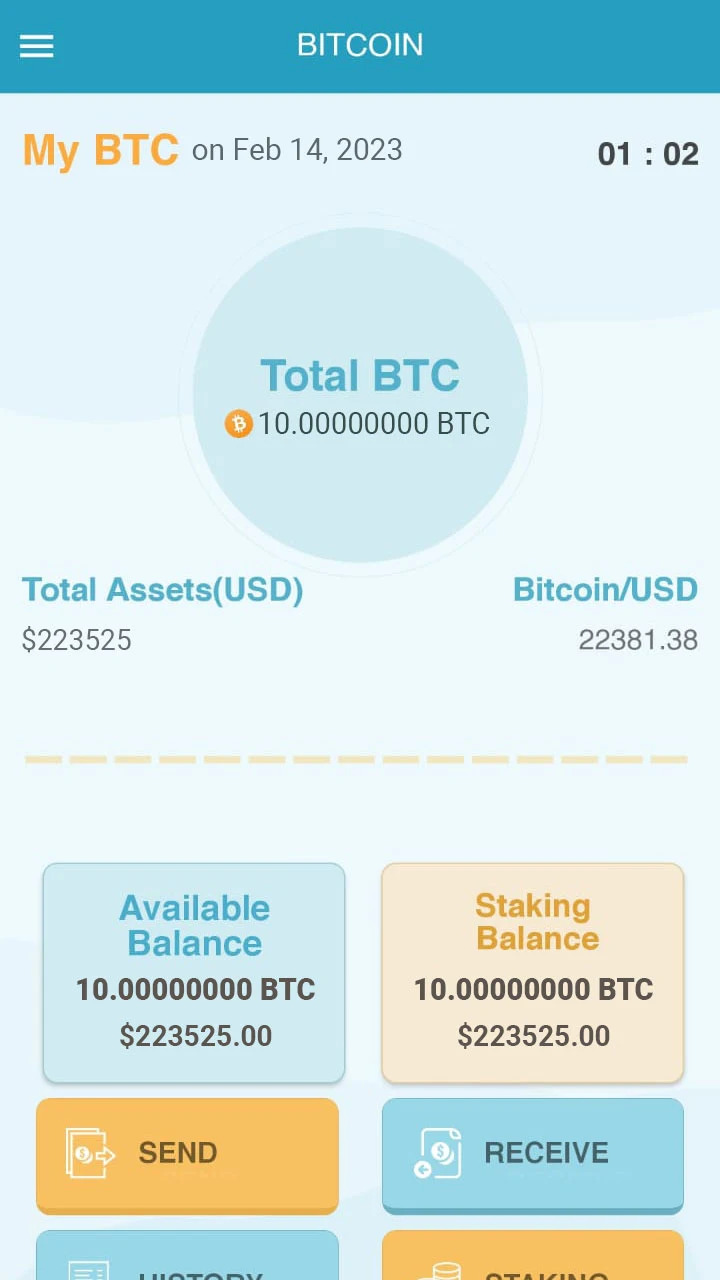 BITCOIN
My BTC on Feb 14, 2023
01 : 02
Total BTC
10.00000000 BTC
Total Assets(USD)
Bitcoin/USD
$223525
22381.38
Available
Balance
10.00000000 BTC
$223525.00
Staking
Balance
10.00000000 BTC
$223525.00
SEND
RECEIVE
HISTORY
STAKING